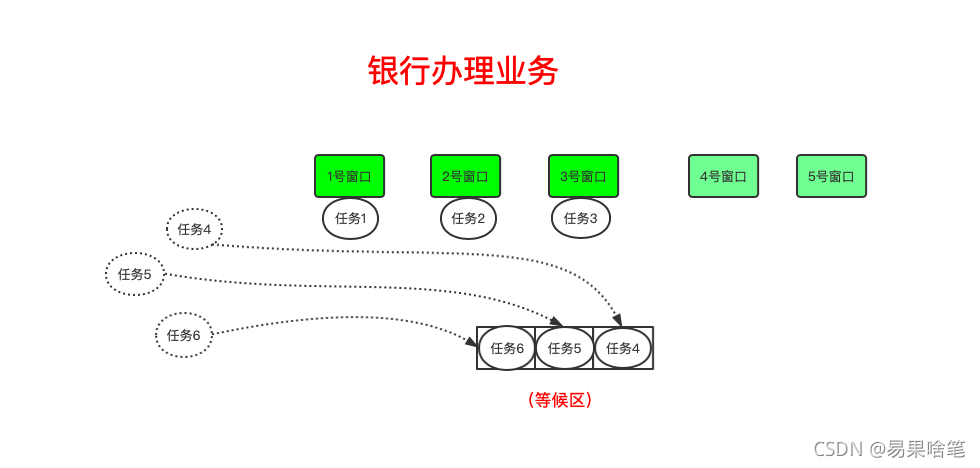 银行办理业务
1号窗口
2号窗口
3号窗口
4号窗口
5号窗口
任务1
任务2
任务3
任务4
任务5
任务6
任务6
任务5
任务4
(等候区)
CSDN @易果啥笔